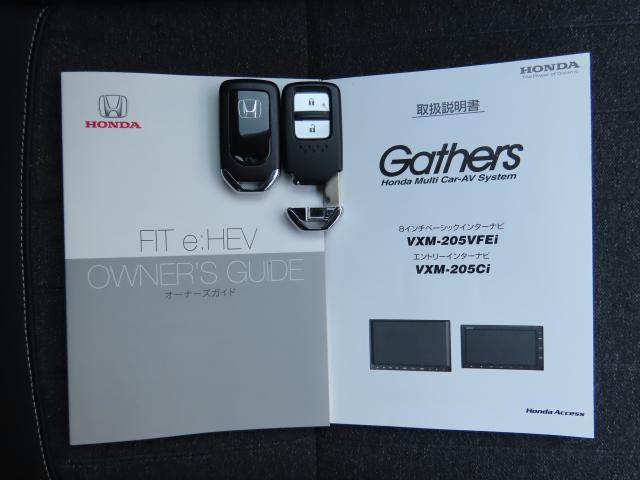 HONDA
FIT e:HEV
OWNER'S GUIDE
オーナーズガイド
HONDA
The Power of Dreams
取扱説明書
Gathers
Honda Multi Car-AV System
8インチベーシックインターナビ
VXM-205VFEi
エントリーインターナビ
VXM-205Ci
Honda Access